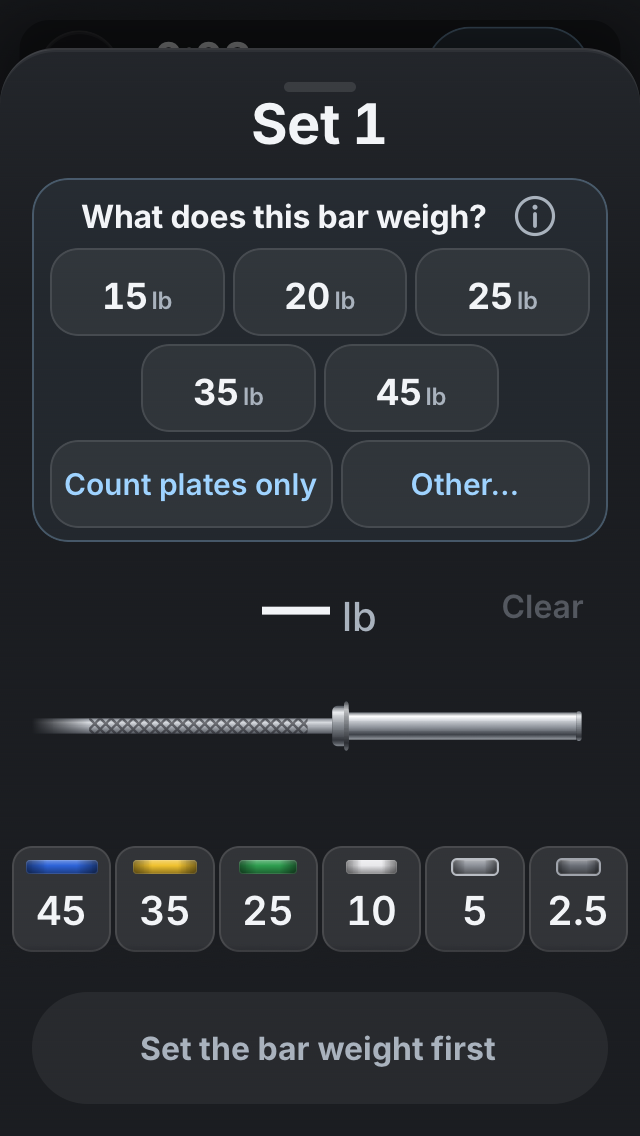 Set 1
What does this bar weigh?
15 lb 20 lb 25 lb
35 lb 45 lb
Count plates only Other...
— lb Clear
45 35 25 10 5 2.5
Set the bar weight first